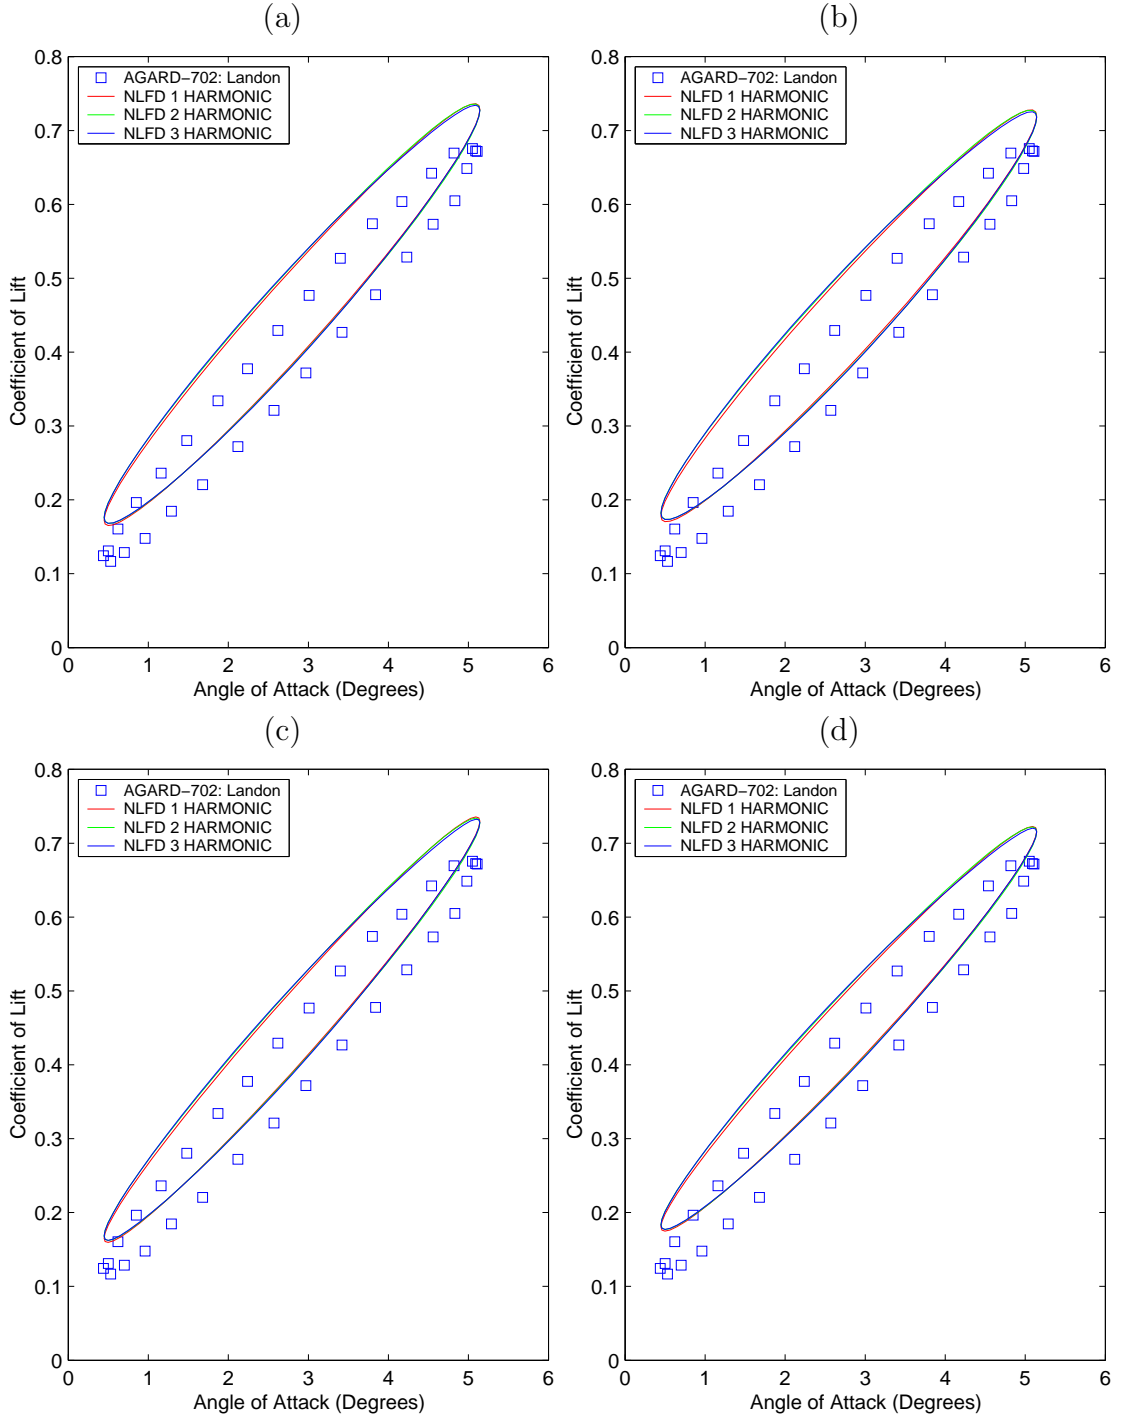 (a)
0.8
0.7
0.6
0.5
0.4
0.3
0.2
0.1
0
Coefficient of Lift
AGARD−702: Landon
NLFD 1 HARMONIC
NLFD 2 HARMONIC
NLFD 3 HARMONIC
0 1 2 3 4 5 6
Angle of Attack (Degrees)
(b)
0.8
0.7
0.6
0.5
0.4
0.3
0.2
0.1
0
Coefficient of Lift
AGARD−702: Landon
NLFD 1 HARMONIC
NLFD 2 HARMONIC
NLFD 3 HARMONIC
0 1 2 3 4 5 6
Angle of Attack (Degrees)
(c)
0.8
0.7
0.6
0.5
0.4
0.3
0.2
0.1
0
Coefficient of Lift
AGARD−702: Landon
NLFD 1 HARMONIC
NLFD 2 HARMONIC
NLFD 3 HARMONIC
0 1 2 3 4 5 6
Angle of Attack (Degrees)
(d)
0.8
0.7
0.6
0.5
0.4
0.3
0.2
0.1
0
Coefficient of Lift
AGARD−702: Landon
NLFD 1 HARMONIC
NLFD 2 HARMONIC
NLFD 3 HARMONIC
0 1 2 3 4 5 6
Angle of Attack (Degrees)